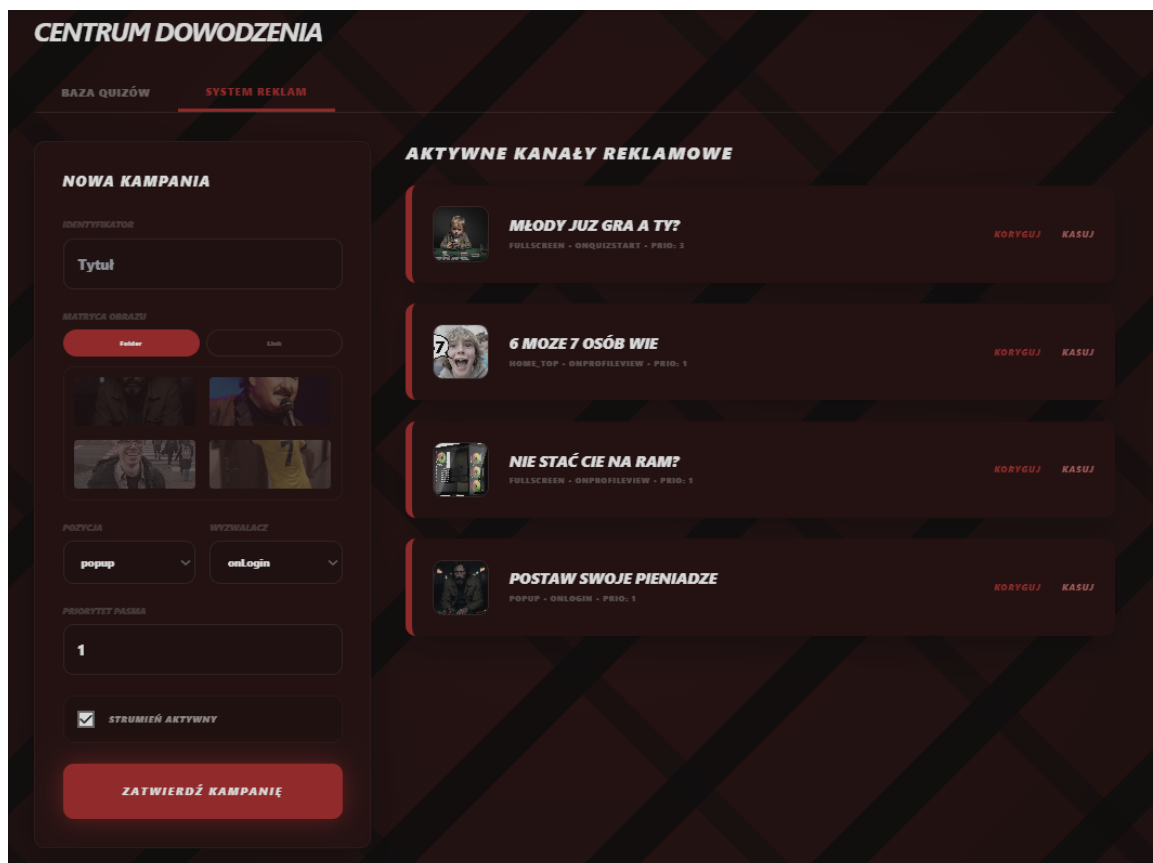 CENTRUM DOWODZENIA
BAZA QUIZÓW
SYSTEM REKLAM
NOWA KAMPANIA
IDENTYFIKATOR
Tytuł
MATRYCA OBRAZU
Folder
Link
POZYCJA
WYZWALACZ
popup
onLogin
PRIORYTET PASMA
1
STRUMIEŃ AKTYWNY
ZATWIERDŹ KAMPANIĘ
AKTYWNE KANAŁY REKLAMOWE
MŁODY JUZ GRA A TY?
FULLSCREEN • ONQUIZSTART • PRIO: 3
KORYGUJ
KASUJ
7
6 MOZE 7 OSÓB WIE
HOME_TOP • ONPROFILEVIEW • PRIO: 1
KORYGUJ
KASUJ
NIE STAĆ CIE NA RAM?
FULLSCREEN • ONPROFILEVIEW • PRIO: 1
KORYGUJ
KASUJ
POSTAW SWOJE PIENIADZE
POPUP • ONLOGIN • PRIO: 1
KORYGUJ
KASUJ